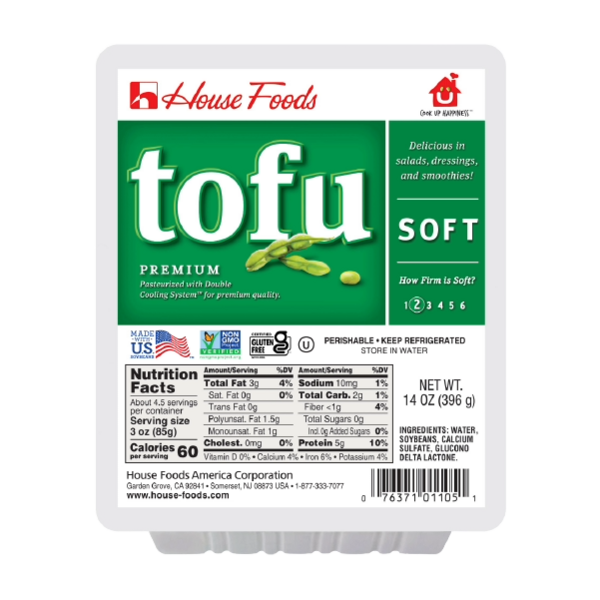 House Foods
COOK UP HAPPINESS™
tofu
Delicious in
salads, dressings,
and smoothies!
SOFT
PREMIUM
Pasteurized with Double
Cooling System™ for premium quality.
How Firm is Soft?
1 2 3 4 5 6
MADE
WITH
U.S.
SOYBEANS
NON
GMO
Project
VERIFIED
nongmoproject.org
CERTIFIED
GLUTEN
FREE
U
PERISHABLE • KEEP REFRIGERATED
STORE IN WATER
Nutrition
Facts
About 4.5 servings
per container
Serving size
3 oz (85g)
Calories 60
per serving
Amount/Serving %DV
Total Fat 3g 4%
Sat. Fat 0g 0%
Trans Fat 0g
Polyunsat. Fat 1.5g
Monounsat. Fat 1g
Cholest. 0mg 0%
Amount/Serving %DV
Sodium 10mg 1%
Total Carb. 2g 1%
Fiber <1g 4%
Total Sugars 0g
Incl. 0g Added Sugars 0%
Protein 5g 10%
Vitamin D 0% • Calcium 4% • Iron 6% • Potassium 4%
NET WT.
14 OZ (396 g)
INGREDIENTS: WATER,
SOYBEANS, CALCIUM
SULFATE, GLUCONO
DELTA LACTONE.
House Foods America Corporation
Garden Grove, CA 92841 • Somerset, NJ 08873 USA • 1-877-333-7077
www.house-foods.com
0 76371 01105 1